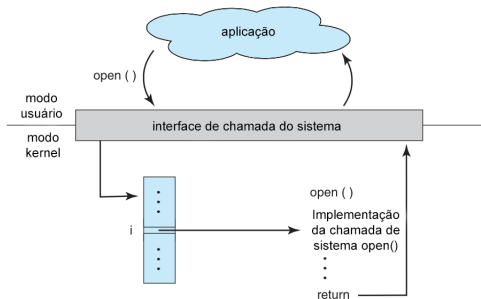 aplicação
open ( )
modo
usuário
interface de chamada do sistema
modo
kernel
i
open ( )
Implementação
da chamada de
sistema open()
return